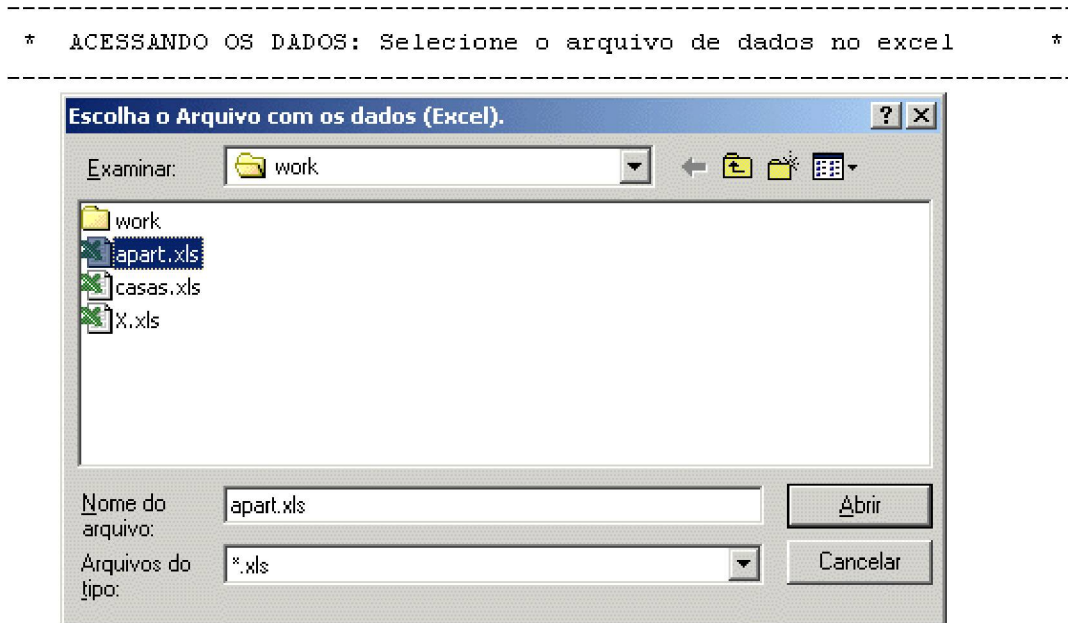 * ACESSANDO OS DADOS: Selecione o arquivo de dados no excel *
Escolha o Arquivo com os dados (Excel).
Examinar: work
work
apart.xls
casas.xls
X.xls
Nome do arquivo: apart.xls Abrir
Arquivos do tipo: *.xls Cancelar